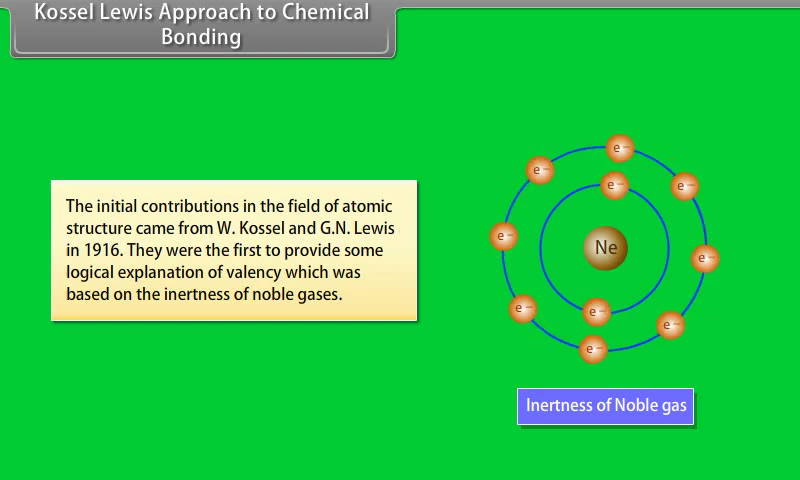 Kossel Lewis Approach to Chemical
Bonding
The initial contributions in the field of atomic
structure came from W. Kossel and G.N. Lewis
in 1916. They were the first to provide some
logical explanation of valency which was
based on the inertness of noble gases.
e−
e−
e−
e−
e−
Ne
e−
e−
e−
e−
e−
Inertness of Noble gas